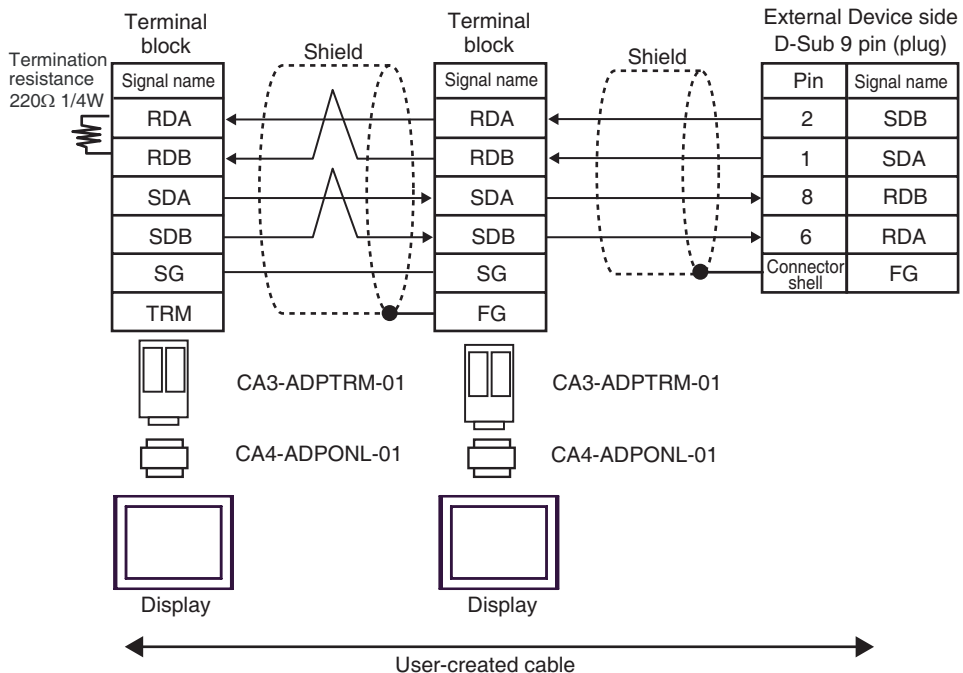 Terminal
block
Termination
resistance
220Ω 1/4W
Signal name
RDA
RDB
SDA
SDB
SG
TRM
Shield
Terminal
block
Signal name
RDA
RDB
SDA
SDB
SG
FG
Shield
External Device side
D-Sub 9 pin (plug)
Pin Signal name
2 SDB
1 SDA
8 RDB
6 RDA
Connector
shell
FG
CA3-ADPTRM-01
CA4-ADPONL-01
Display
CA3-ADPTRM-01
CA4-ADPONL-01
Display
User-created cable